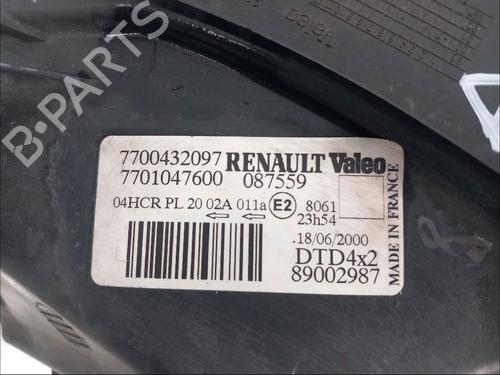 B-PARTS
Valeo
7700432097 RENAULT Valeo
7701047600 087559
04HCR PL 20 02A 011a E2 8061
23h54
.18/06/2000
DTD4x2
89002987
MADE IN FRANCE